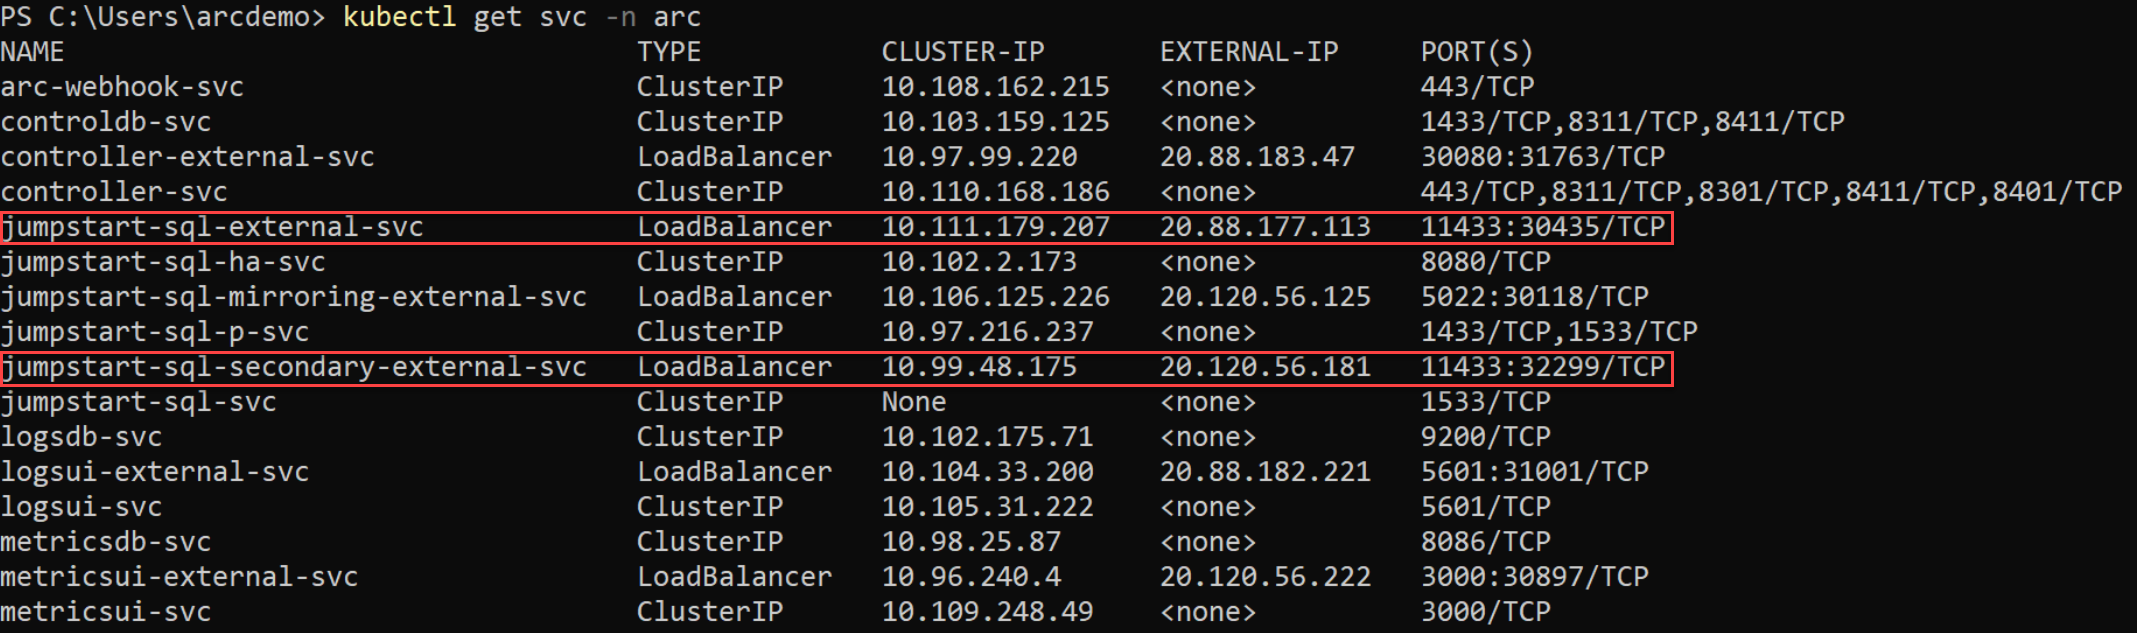 PS C:\Users\arcdemo> kubectl get svc -n arc
NAME TYPE CLUSTER-IP EXTERNAL-IP PORT(S)
arc-webhook-svc ClusterIP 10.108.162.215 <none> 443/TCP
controldb-svc ClusterIP 10.103.159.125 <none> 1433/TCP,8311/TCP,8411/TCP
controller-external-svc LoadBalancer 10.97.99.220 20.88.183.47 30080:31763/TCP
controller-svc ClusterIP 10.110.168.186 <none> 443/TCP,8311/TCP,8301/TCP,8411/TCP,8401/TCP
jumpstart-sql-external-svc LoadBalancer 10.111.179.207 20.88.177.113 11433:30435/TCP
jumpstart-sql-ha-svc ClusterIP 10.102.2.173 <none> 8080/TCP
jumpstart-sql-mirroring-external-svc LoadBalancer 10.106.125.226 20.120.56.125 5022:30118/TCP
jumpstart-sql-p-svc ClusterIP 10.97.216.237 <none> 1433/TCP,1533/TCP
jumpstart-sql-secondary-external-svc LoadBalancer 10.99.48.175 20.120.56.181 11433:32299/TCP
jumpstart-sql-svc ClusterIP None <none> 1533/TCP
logsdb-svc ClusterIP 10.102.175.71 <none> 9200/TCP
logsui-external-svc LoadBalancer 10.104.33.200 20.88.182.221 5601:31001/TCP
logsui-svc ClusterIP 10.105.31.222 <none> 5601/TCP
metricsdb-svc ClusterIP 10.98.25.87 <none> 8086/TCP
metricsui-external-svc LoadBalancer 10.96.240.4 20.120.56.222 3000:30897/TCP
metricsui-svc ClusterIP 10.109.248.49 <none> 3000/TCP